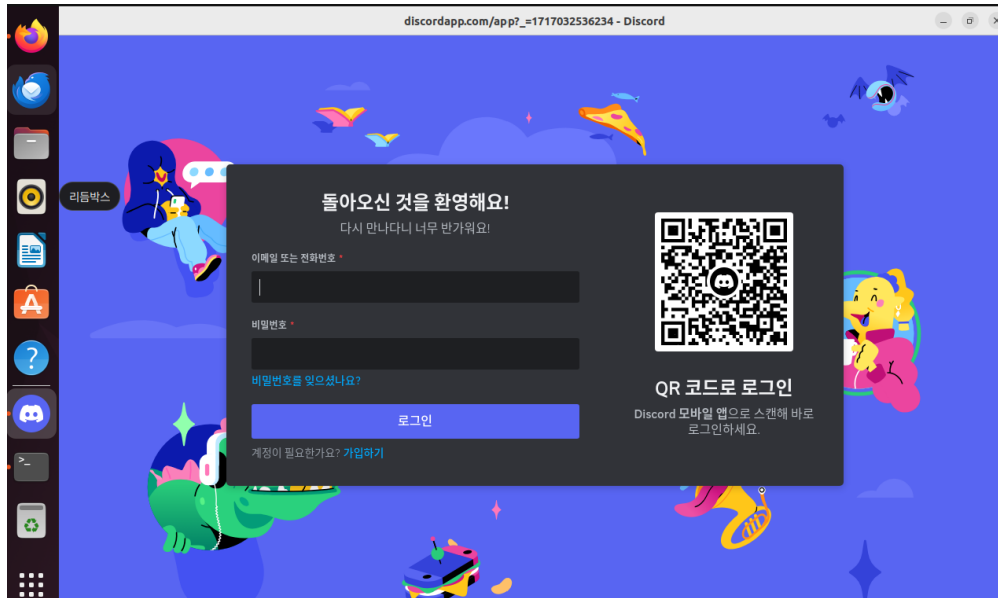 discordapp.com/app?_=1717032536234 - Discord
리듬박스
돌아오신 것을 환영해요!
다시 만나다니 너무 반가워요!
이메일 또는 전화번호 *
비밀번호 *
비밀번호를 잊으셨나요?
로그인
계정이 필요한가요? 가입하기
QR 코드로 로그인
Discord 모바일 앱으로 스캔해 바로
로그인하세요.